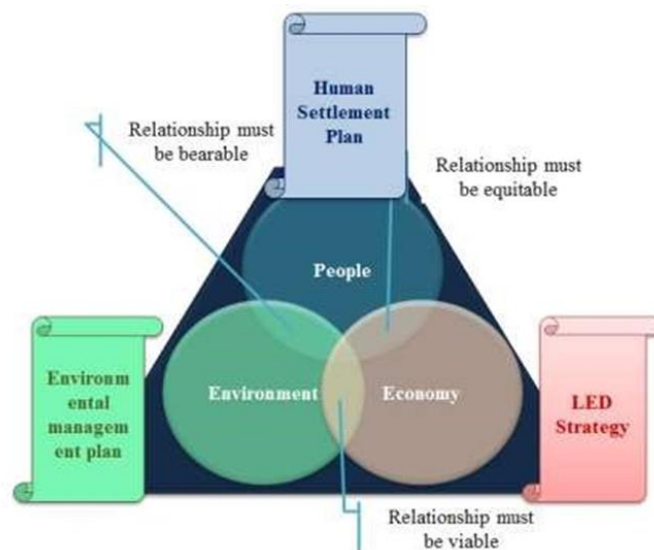 Human
Settlement
Plan
Relationship must
be bearable
Relationship must
be equitable
People
Environm
ental
managem
ent plan
Environment
Economy
LED
Strategy
Relationship must
be viable